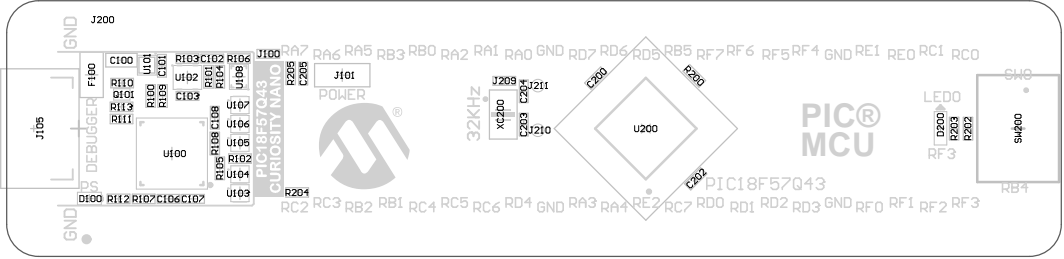 GND
J200
RA7 RA6 RA5 RB3 RB0 RA2 RA1 RA0 GND RD7 RD6 RD5 RB5 RF7 RF6 RF5 RF4 GND RE1 RE0 RC1 RC0
J100
F100 C100 U101 C101 R103 C102 R106
U102 R101 R104 U108
R205 C205
J101
POWER
R110
Q101
R113
R111
R100 R109 C103
J105
DEBUGGER
PS
U100
C108
R108
R105
U107
U106
U105
R102
U104
U103
PIC18F57Q43
CURIOSITY NANO
®
32KHz
J209
XC200
C204
C203
J211
J210
C200
R200
U200
C202
PIC18F57Q43
PIC®
MCU
LED0
D200
R203
R202
RF3
SW0
SW200
RB4
D100 R112 R107 C106 C107
R204
GND
RC2 RC3 RB2 RB1 RC4 RC5 RC6 RD4 GND RA3 RA4 RE2 RC7 RD0 RD1 RD2 RD3 GND RF0 RF1 RF2 RF3